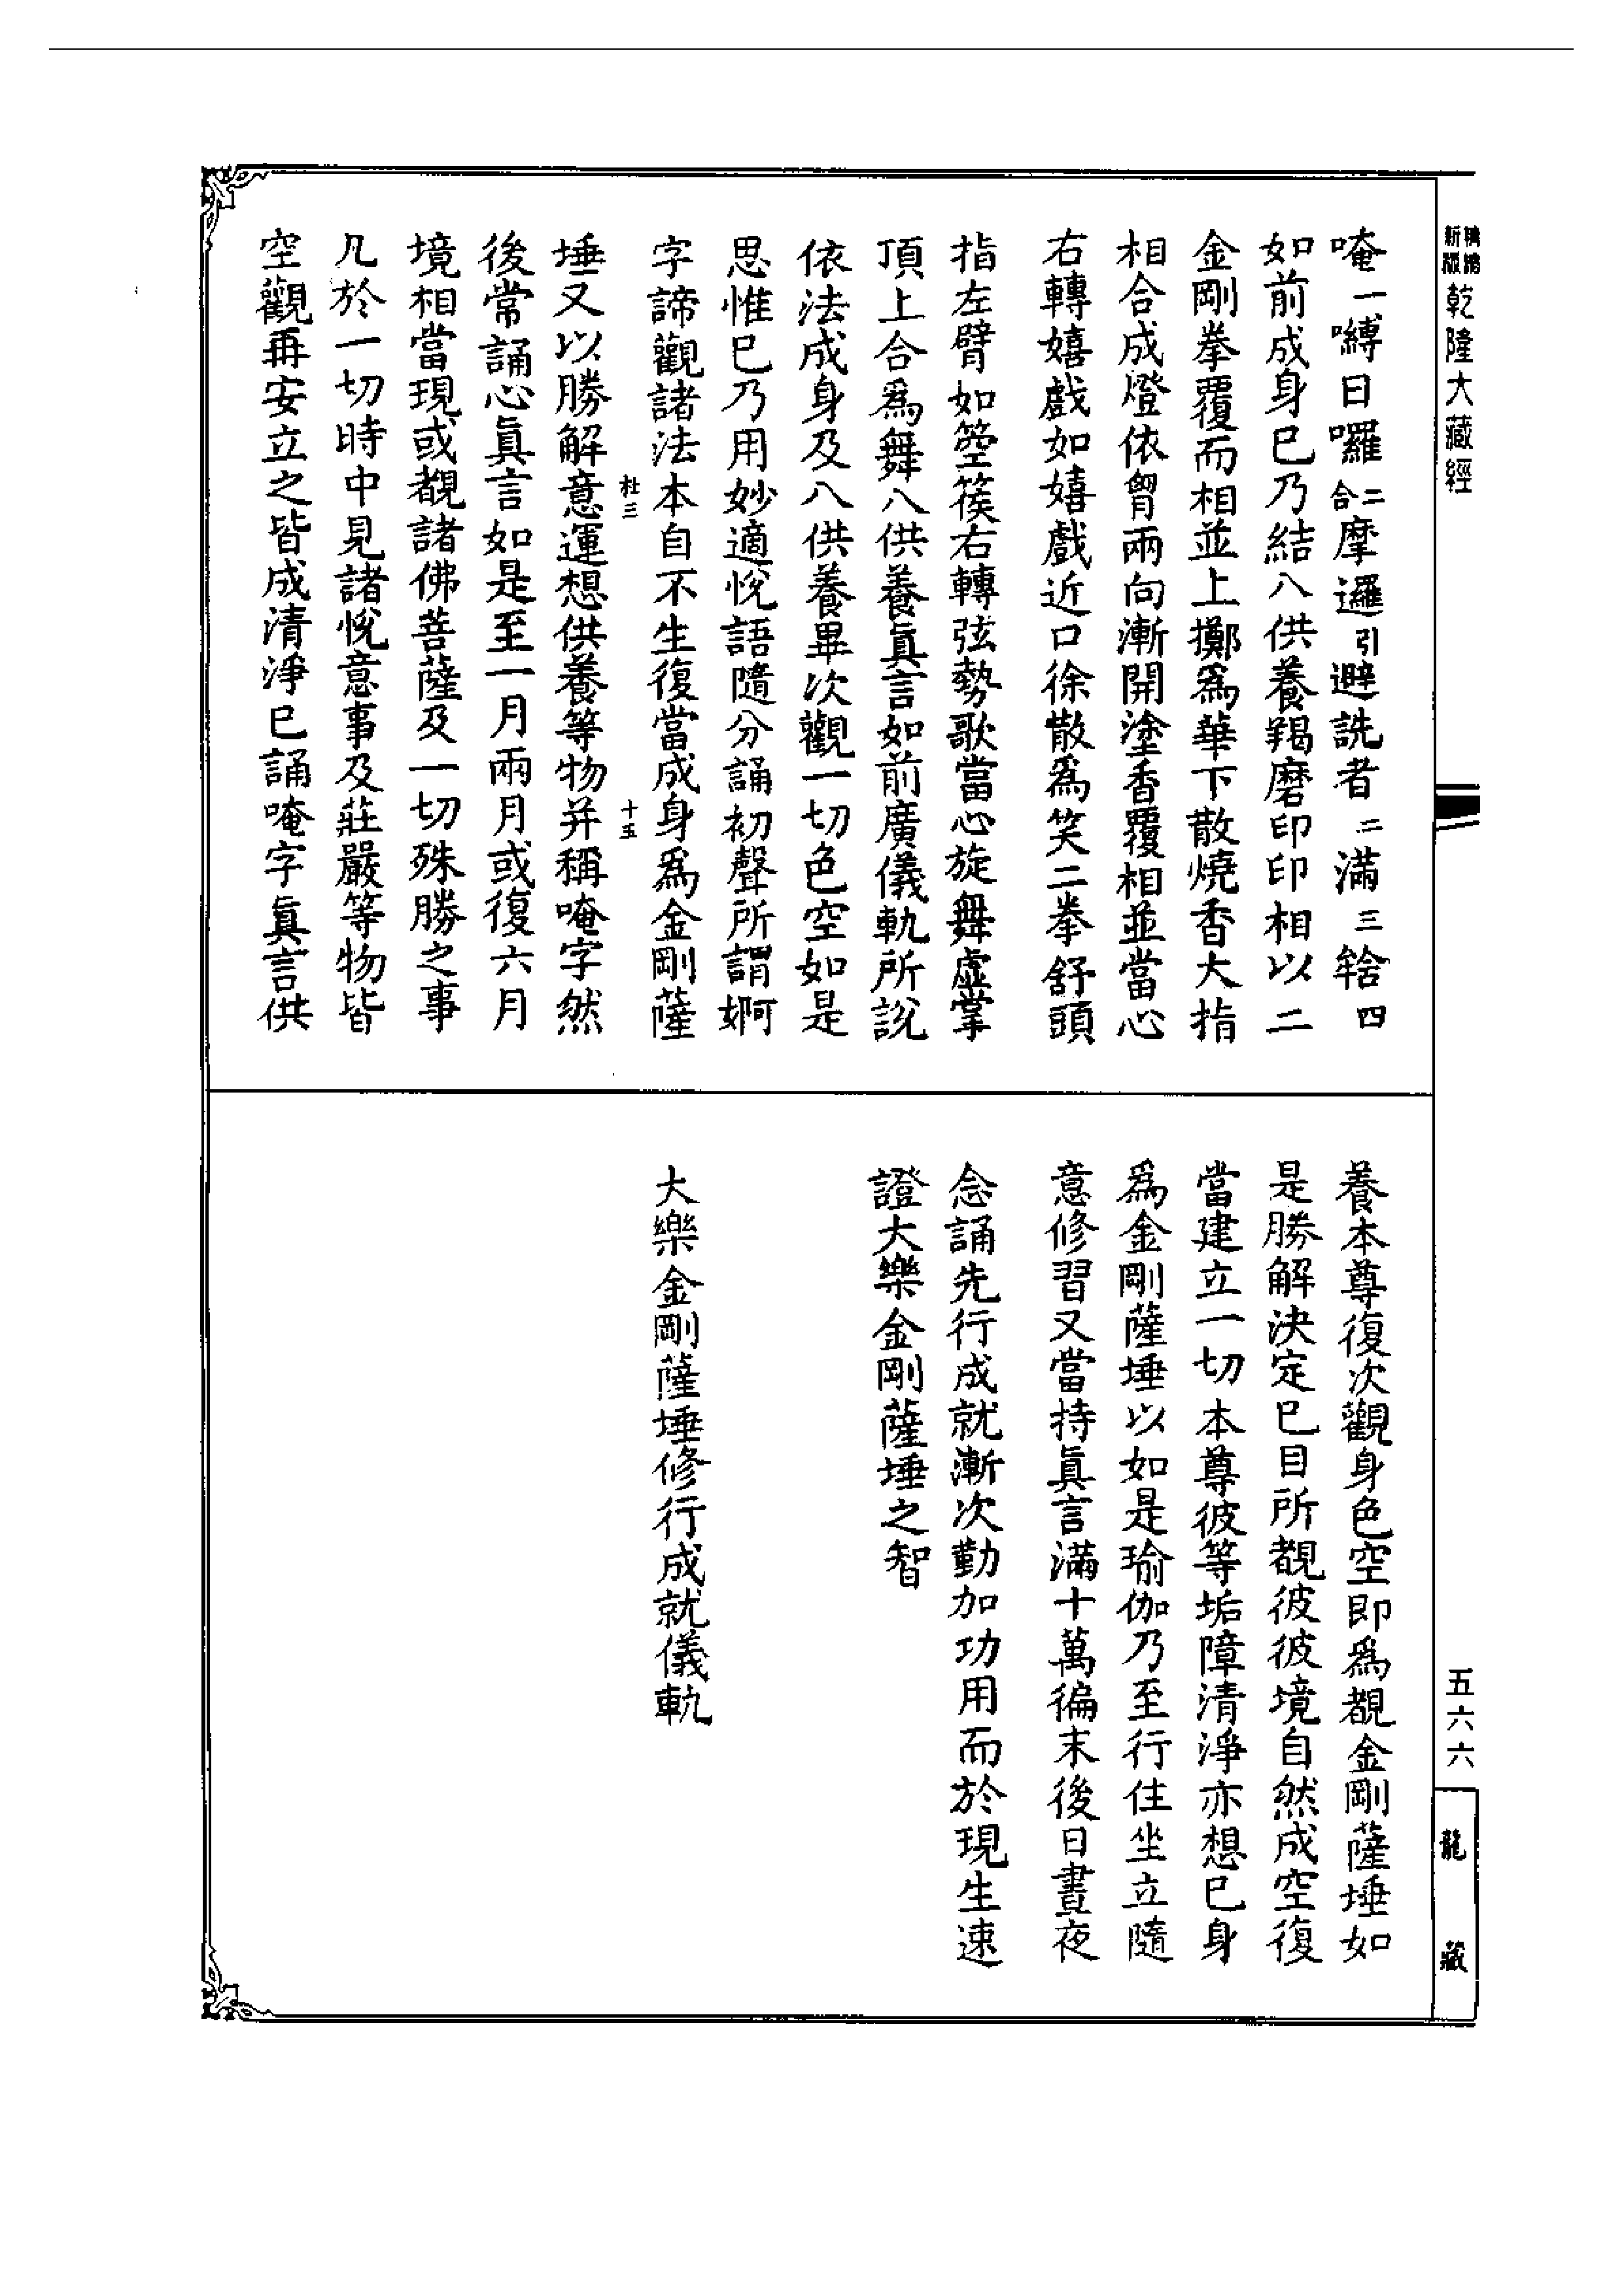 新版 乾隆大藏經
唵一嚩日囉二合摩邏引避詵者二滿三幹四
如前成身已乃結八供養羯磨印印相以二
金剛拳覆而相並上擲為華下散燒香大指
相合成燈依胷兩向漸開塗香覆相並當心
右轉嬉戲如嬉戲近口徐散為笑二拳舒頭
指左臂如箜篌右轉弦勢歌當心旋舞虛掌
頂上合為舞八供養眞言如前廣儀軌所說
依法成身及八供養畢次觀一切色空如是
思惟已乃用妙適悅語隨分誦初聲所謂婀
字諦觀諸法本自不生復當成身為金剛薩
杜三 十五
埵又以勝解意運想供養等物并稱唵字然
後常誦心眞言如是至一月兩月或復六月
境相當現或覩諸佛菩薩及一切殊勝之事
凡於一切時中見諸悅意事及莊嚴等物皆
空觀再安立之皆成清淨已誦唵字眞言供
養本尊復次觀身色空即為覩金剛薩埵如
是勝解決定已目所覩彼彼境自然成空復
當建立一切本尊彼等垢障清淨亦想已身
為金剛薩埵以如是瑜伽乃至行住坐立隨
意修習又當持眞言滿十萬徧末後日晝夜
念誦先行成就漸次勤加功用而於現生速
證大樂金剛薩埵之智
大樂金剛薩埵修行成就儀軌
五六六
龍藏